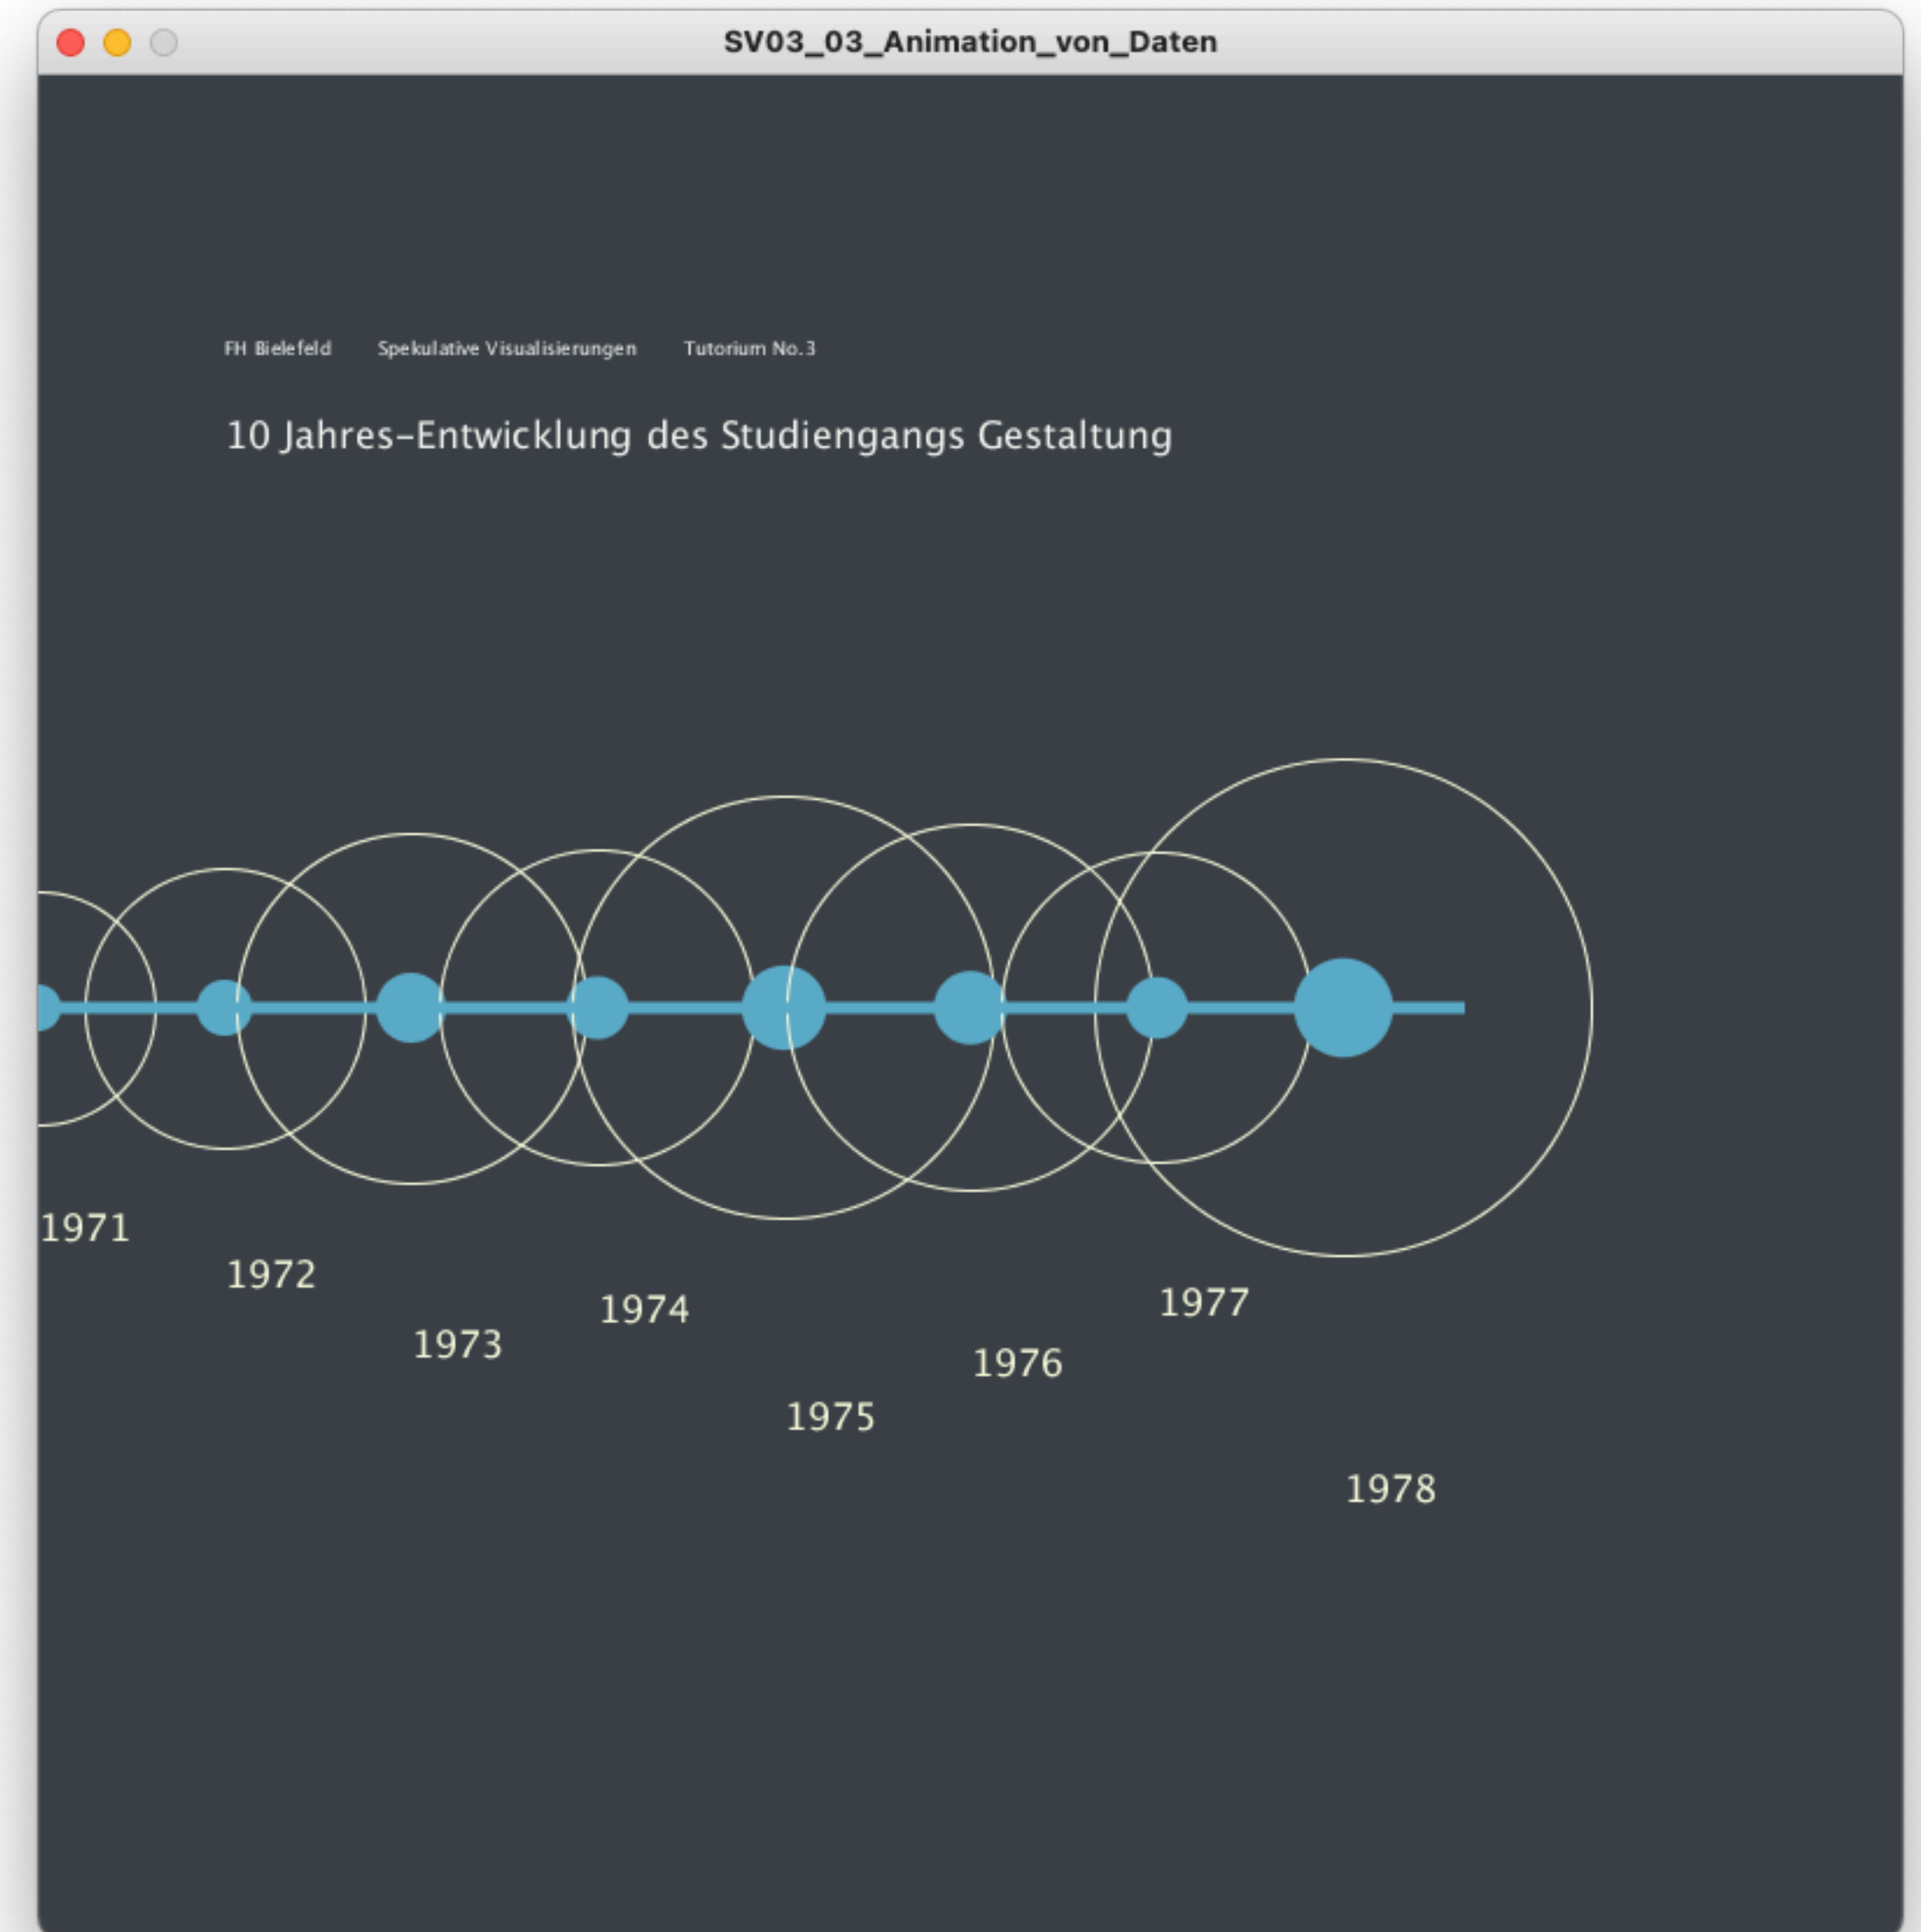 SV03_03_Animation_von_Daten
FH Bielefeld Spekulative Visualisierungen Tutorium No.3
10 Jahres-Entwicklung des Studiengangs Gestaltung
1971
1972
1973
1974
1975
1976
1977
1978